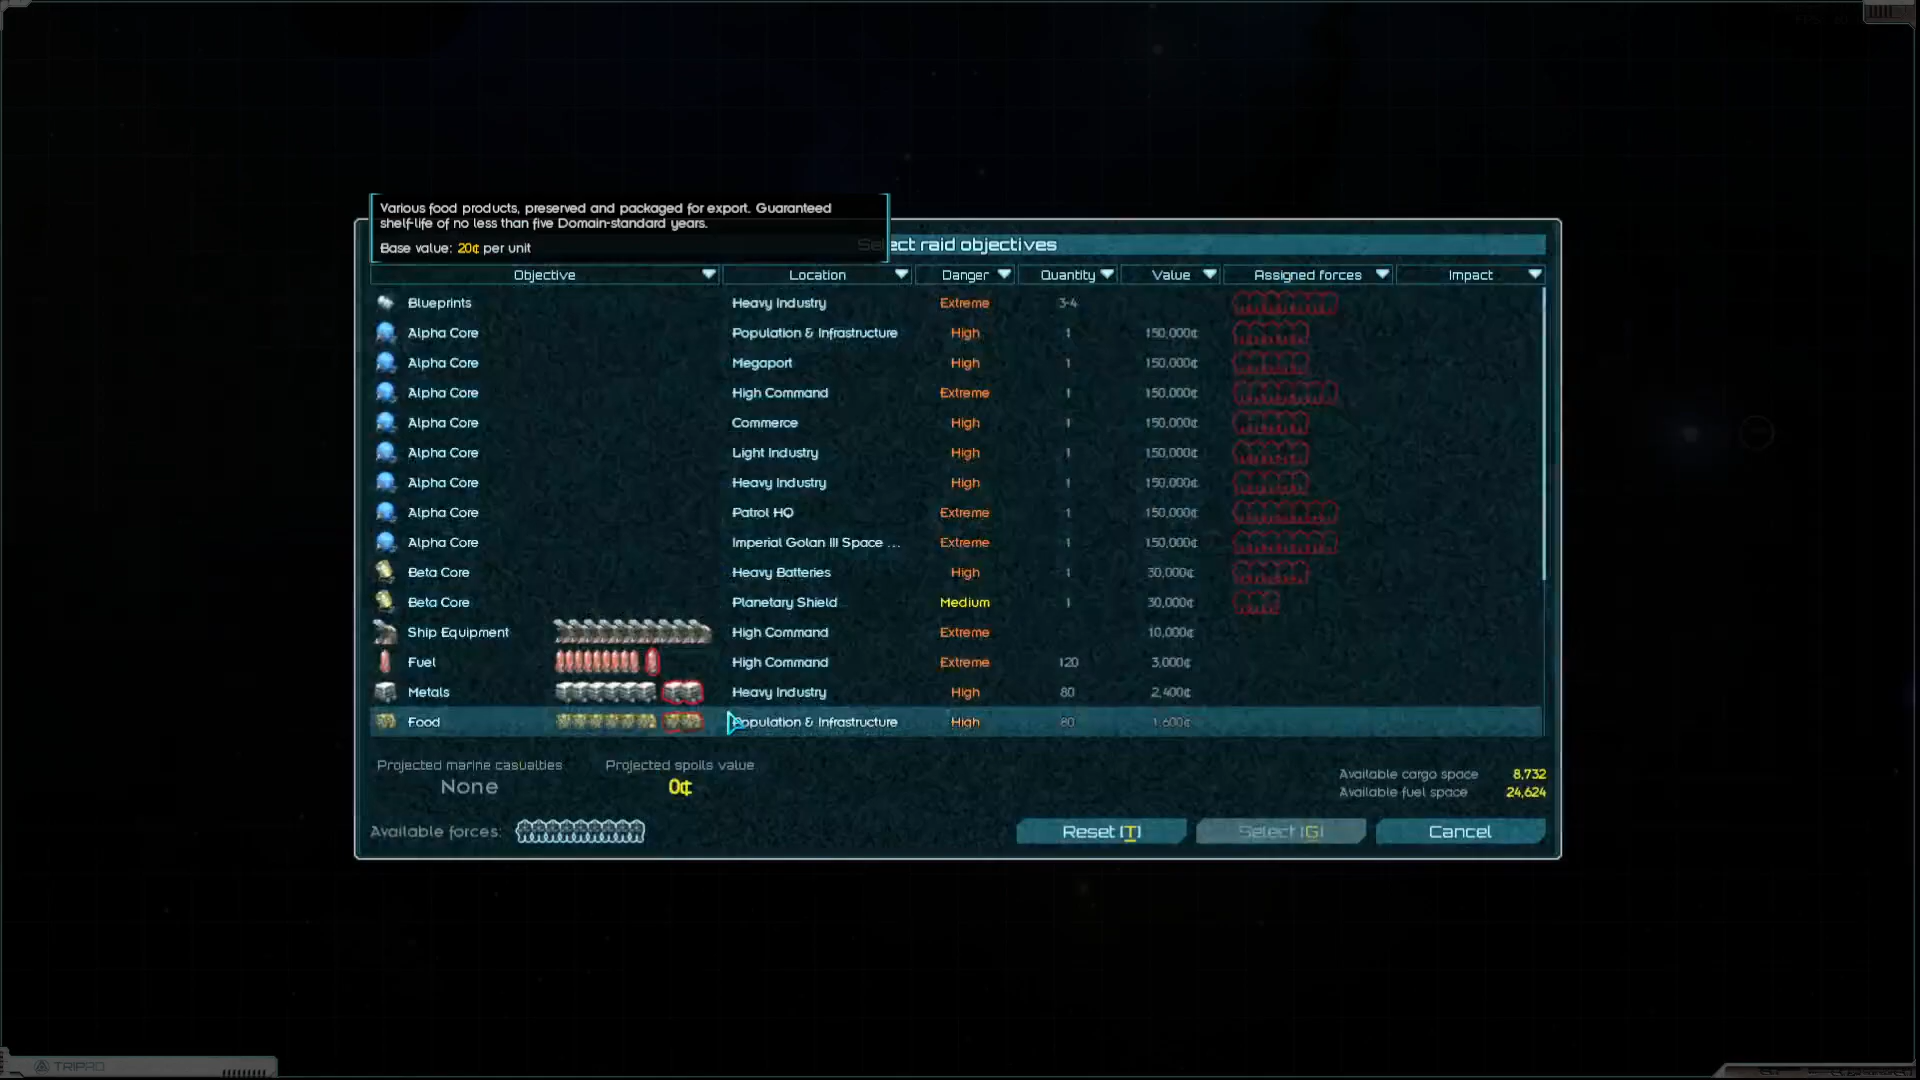 Various food products, preserved and packaged for export. Guaranteed
shelf-life of no less than five Domain-standard years.
Base value: 20¢ per unit
Select raid objectives
Objective Location Danger Quantity Value Assigned forces Impact
Blueprints Heavy Industry Extreme 3-4
Alpha Core Population & Infrastructure High 1 150,000¢
Alpha Core Megaport High 1 150,000¢
Alpha Core High Command Extreme 1 150,000¢
Alpha Core Commerce High 1 150,000¢
Alpha Core Light Industry High 1 150,000¢
Alpha Core Heavy Industry High 1 150,000¢
Alpha Core Patrol HQ Extreme 1 150,000¢
Alpha Core Imperial Golan III Space ... Extreme 1 150,000¢
Beta Core Heavy Batteries High 1 30,000¢
Beta Core Planetary Shield Medium 1 30,000¢
Ship Equipment High Command Extreme 10,000¢
Fuel High Command Extreme 120 3,000¢
Metals Heavy Industry High 80 2,400¢
Food Population & Infrastructure High 80 1,600¢
Projected marine casualties Projected spoils value
None 0¢
Available cargo space 8,732
Available fuel space 24,624
Available forces:
Reset [T] Select [G] Cancel
TRIPAD